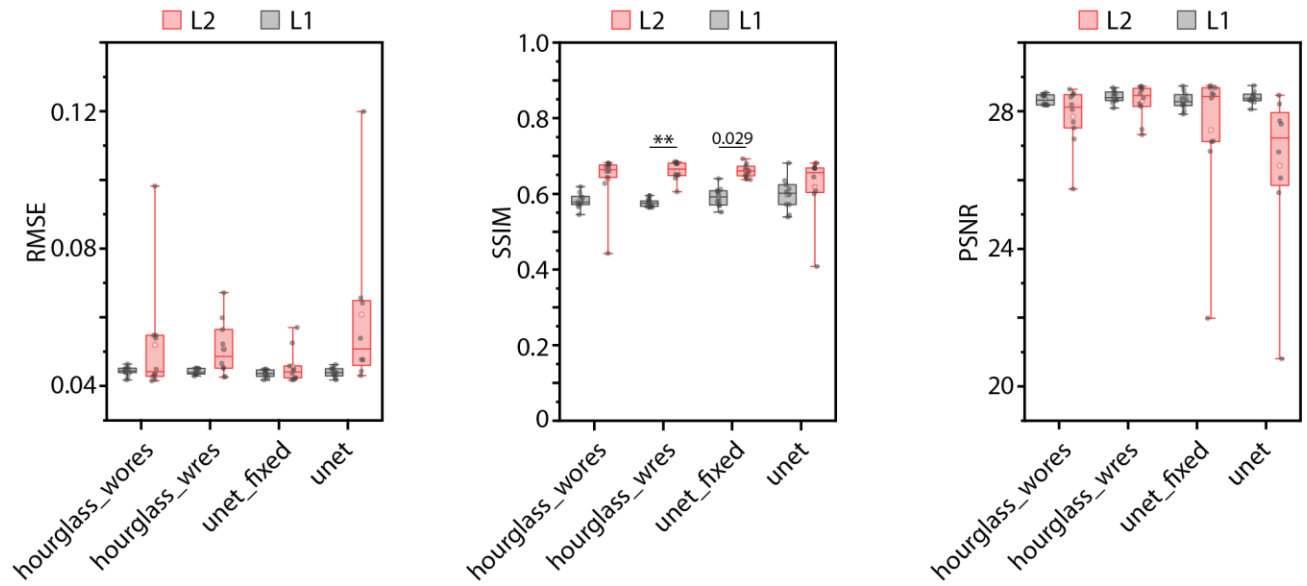 L2 L1
RMSE
0.12
0.08
0.04
hourglass_wores
hourglass_wres
unet_fixed
unet
L2 L1
SSIM
1.0
0.8
0.6
0.4
0.2
0
**
0.029
hourglass_wores
hourglass_wres
unet_fixed
unet
L2 L1
PSNR
28
24
20
hourglass_wores
hourglass_wres
unet_fixed
unet